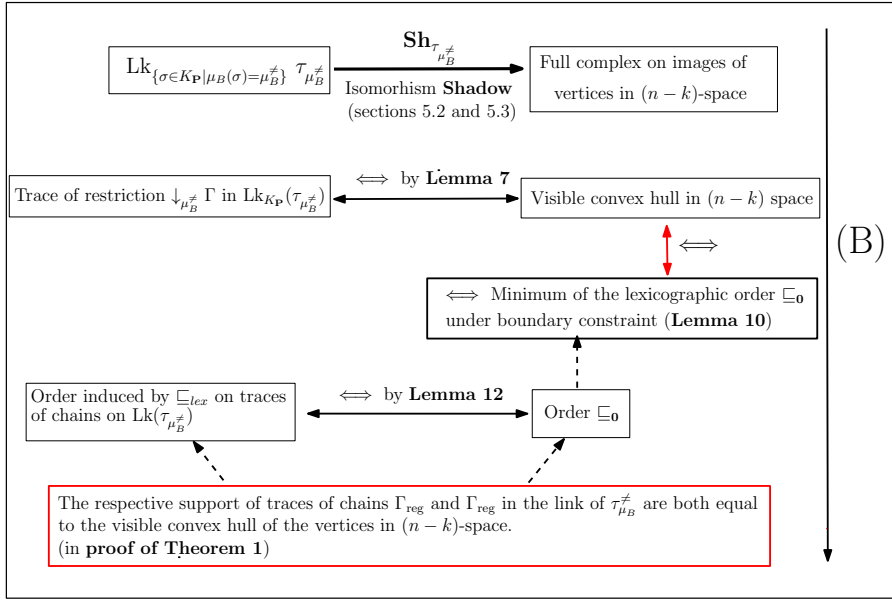 Lk_{σ∈K_P|μ_B(σ)=μ_B^≠} τ_{μ_B^≠}
Sh_{τ_{μ_B^≠}}
Isomorhism Shadow
(sections 5.2 and 5.3)
Full complex on images of
vertices in (n − k)-space
Trace of restriction ↓_{μ_B^≠} Γ in Lk_{K_P}(τ_{μ_B^≠})
⟺ by Lemma 7
Visible convex hull in (n − k) space
⟺
(B)
⟺ Minimum of the lexicographic order ⊑_0
under boundary constraint (Lemma 10)
Order induced by ⊑_{lex} on traces
of chains on Lk(τ_{μ_B^≠})
⟺ by Lemma 12
Order ⊑_0
The respective support of traces of chains Γ_reg and Γ_reg in the link of τ_{μ_B}^≠ are both equal
to the visible convex hull of the vertices in (n − k)-space.
(in proof of Theorem 1)